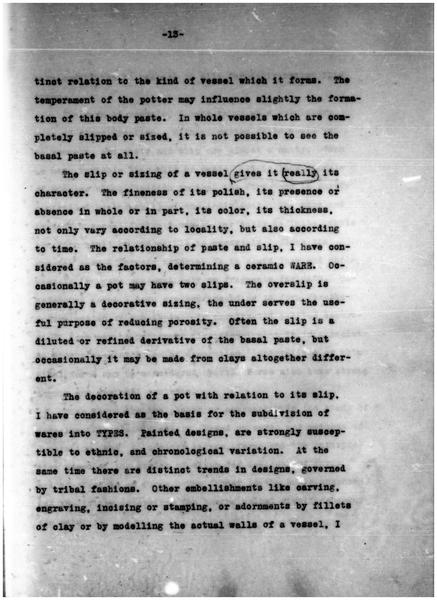 -13-
tinct relation to the kind of vessel which it forms. The
temperament of the potter may influence slightly the forma-
tion of this body paste. In whole vessels which are com-
pletely slipped or sized, it is not possible to see the
basal paste at all.
The slip or sizing of a vessel gives it really its
character. The fineness of its polish, its presence or
absence in whole or in part, its color, its thickness,
not only vary according to locality, but also according
to time. The relationship of paste and slip, I have con-
sidered as the factors, determining a ceramic WARE. Oc-
casionally a pot may have two slips. The overslip is
generally a decorative sizing, the under serves the use-
ful purpose of reducing porosity. Often the slip is a
diluted or refined derivative of the basal paste, but
occasionally it may be made from clays altogether differ-
ent.
The decoration of a pot with relation to its slip,
I have considered as the basis for the subdivision of
wares into TYPES. Painted designs, are strongly suscep-
tible to ethnic, and chronological variation. At the
same time there are distinct trends in designs, governed
by tribal fashions. Other embellishments like carving,
engraving, incising or stamping, or adornments by fillets
of clay or by modelling the actual walls of a vessel, I